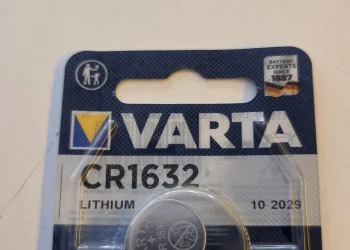 BATTERY
EXPERTS
SINCE
1887
VARTA
CR1632
LITHIUM 10-2029